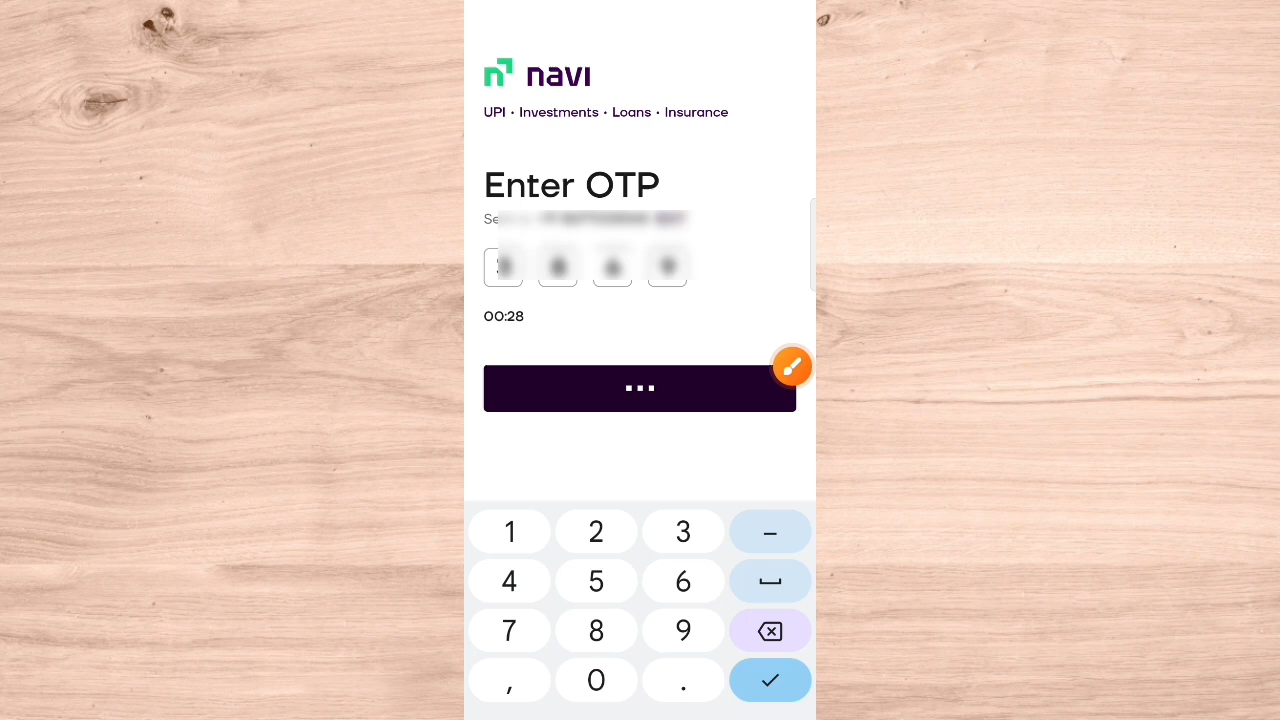 navi
UPI · Investments · Loans · Insurance
Enter OTP
00:28
1 2 3 –
4 5 6
7 8 9
, 0 .